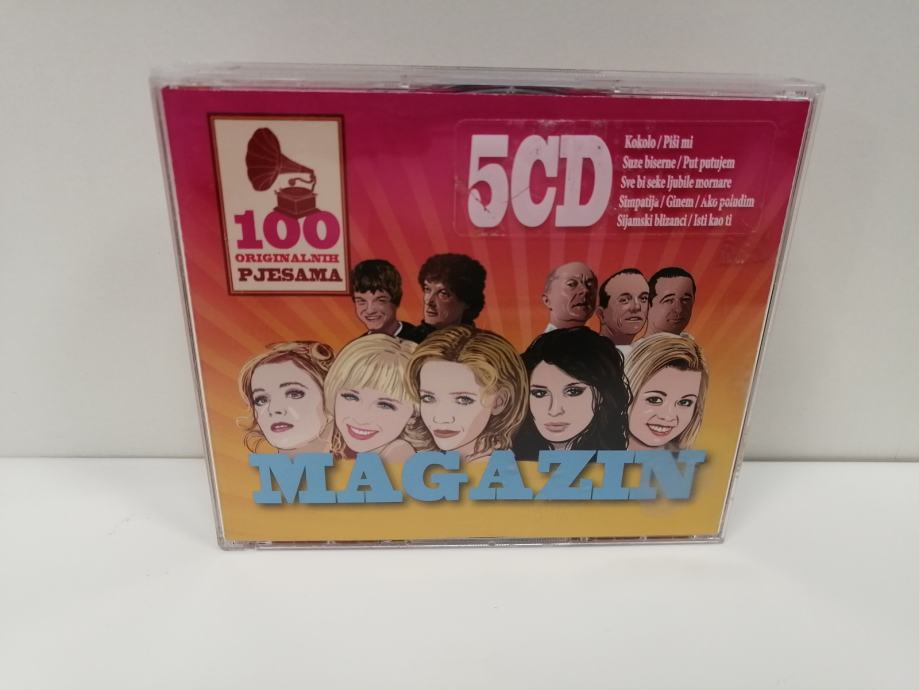 100
ORIGINALNIH
PJESAMA
5CD
Kokolo / Piši mi
Suze biserne / Put putujem
Sve bi seke ljubile mornare
Simpatija / Ginem / Ako poludim
Sijamski blizanci / Isti kao ti
MAGAZIN